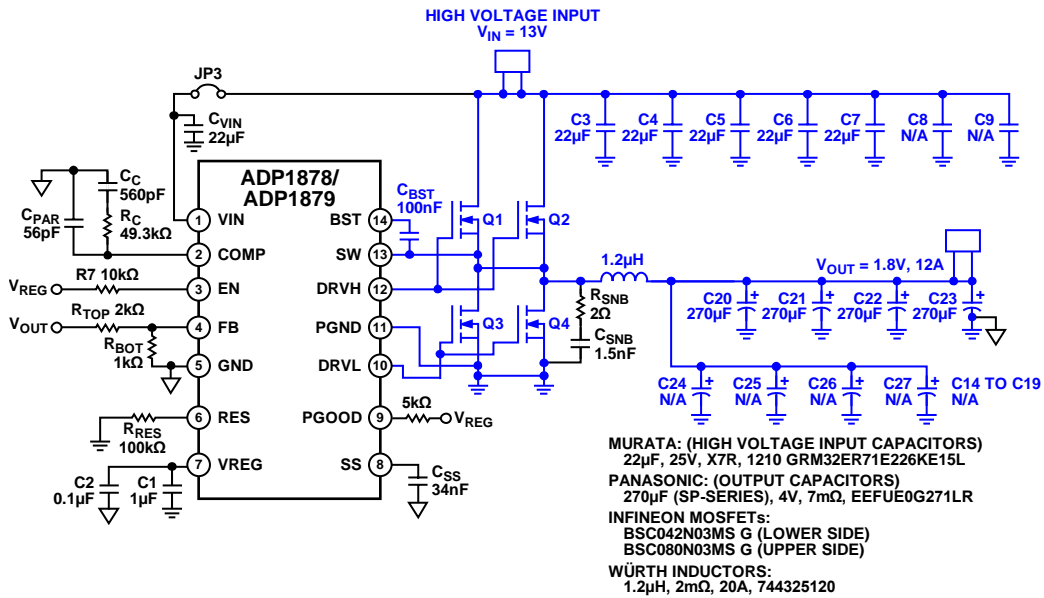 HIGH VOLTAGE INPUT
VIN = 13V
JP3
CVIN
22µF
C3
22µF
C4
22µF
C5
22µF
C6
22µF
C7
22µF
C8
N/A
C9
N/A
ADP1878/
ADP1879
CC
560pF
CPAR
56pF
RC
49.3kΩ
1 VIN
2 COMP
3 EN
4 FB
5 GND
6 RES
7 VREG
BST 14
SW 13
DRVH 12
PGND 11
DRVL 10
PGOOD 9
SS 8
CBST
100nF
Q1
Q2
Q3
Q4
VREG
R7 10kΩ
VOUT
RTOP 2kΩ
RBOT
1kΩ
RRES
100kΩ
C2
0.1µF
C1
1µF
5kΩ
VREG
CSS
34nF
1.2µH
RSNB
2Ω
CSNB
1.5nF
VOUT = 1.8V, 12A
C20
270µF
+
C21
270µF
+
C22
270µF
+
C23
270µF
+
C24
N/A
+
C25
N/A
+
C26
N/A
+
C27
N/A
+
C14 TO C19
N/A
MURATA: (HIGH VOLTAGE INPUT CAPACITORS)
22µF, 25V, X7R, 1210 GRM32ER71E226KE15L
PANASONIC: (OUTPUT CAPACITORS)
270µF (SP-SERIES), 4V, 7mΩ, EEFUE0G271LR
INFINEON MOSFETs:
BSC042N03MS G (LOWER SIDE)
BSC080N03MS G (UPPER SIDE)
WÜRTH INDUCTORS:
1.2µH, 2mΩ, 20A, 744325120